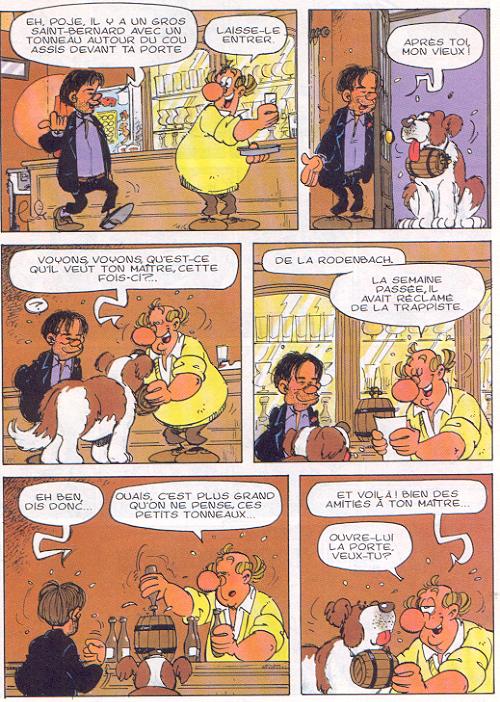 EH, POJE, IL Y A UN GROS
SAINT-BERNARD AVEC UN
TONNEAU AUTOUR DU COU
ASSIS DEVANT TA PORTE
LAISSE-LE
ENTRER.
APRÈS TOI,
MON VIEUX!
VOYONS, VOYONS, QU'EST-CE
QU'IL VEUT TON MAÎTRE, CETTE
FOIS-CI?...
?
DE LA RODENBACH.
LA SEMAINE
PASSÉE, IL
AVAIT RÉCLAMÉ
DE LA TRAPPISTE.
EH BEN,
DIS DONC...
OUAIS, C'EST PLUS GRAND
QU'ON NE PENSE, CES
PETITS TONNEAUX...
ET VOILÀ! BIEN DES
AMITIÉS À TON MAÎTRE...
OUVRE-LUI
LA PORTE,
VEUX-TU?